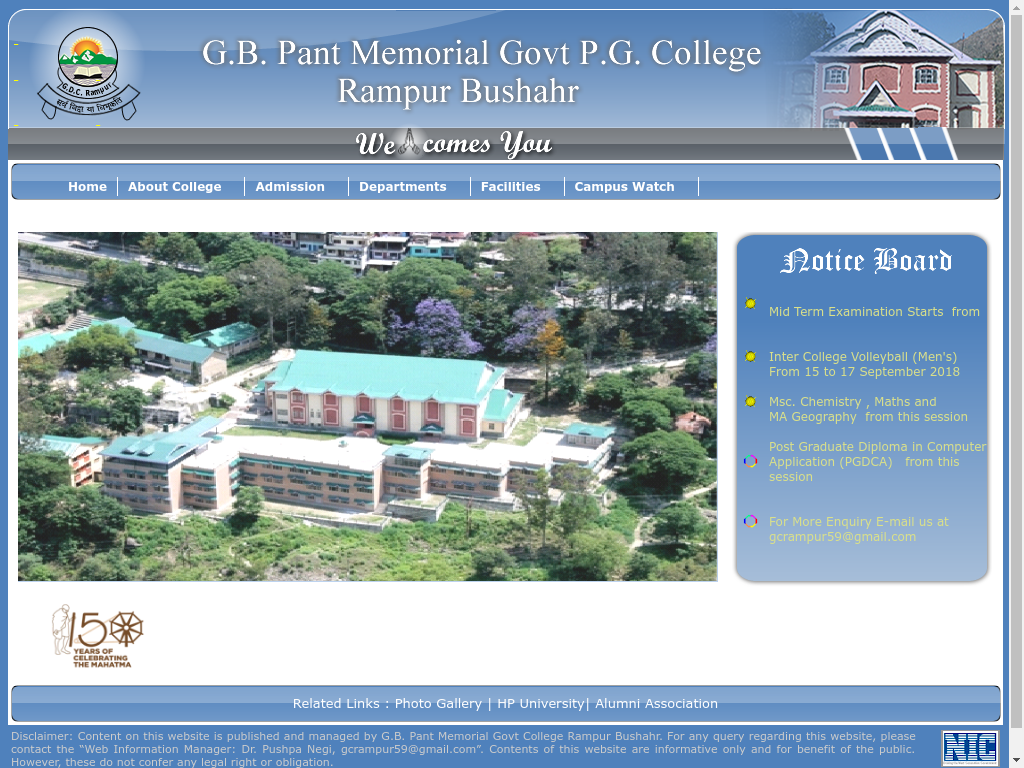 G.B. Pant Memorial Govt P.G. College
Rampur Bushahr
G.D.C. Rampur
WeLcomes You
Home
About College
Admission
Departments
Facilities
Campus Watch
Notice Board
Mid Term Examination Starts from
Inter College Volleyball (Men's)
From 15 to 17 September 2018
Msc. Chemistry , Maths and
MA Geography from this session
Post Graduate Diploma in Computer
Application (PGDCA) from this
session
For More Enquiry E-mail us at
gcrampur59@gmail.com
150
YEARS OF
CELEBRATING
THE MAHATMA
Related Links : Photo Gallery | HP University| Alumni Association
Disclaimer: Content on this website is published and managed by G.B. Pant Memorial Govt College Rampur Bushahr. For any query regarding this website, please
contact the “Web Information Manager: Dr. Pushpa Negi, gcrampur59@gmail.com”. Contents of this website are informative only and for benefit of the public.
However, these do not confer any legal right or obligation.
NIC